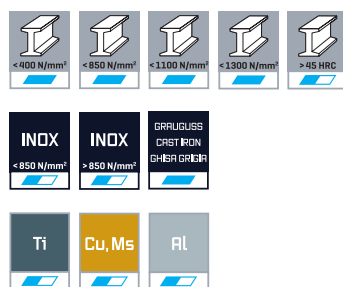 <400 N/mm² <850 N/mm² <1100 N/mm² <1300 N/mm² >45 HRC
INOX INOX GRAUGUSS
CAST IRON
GHISA GRIGIA
<850 N/mm² >850 N/mm²
Ti Cu, Ms Al